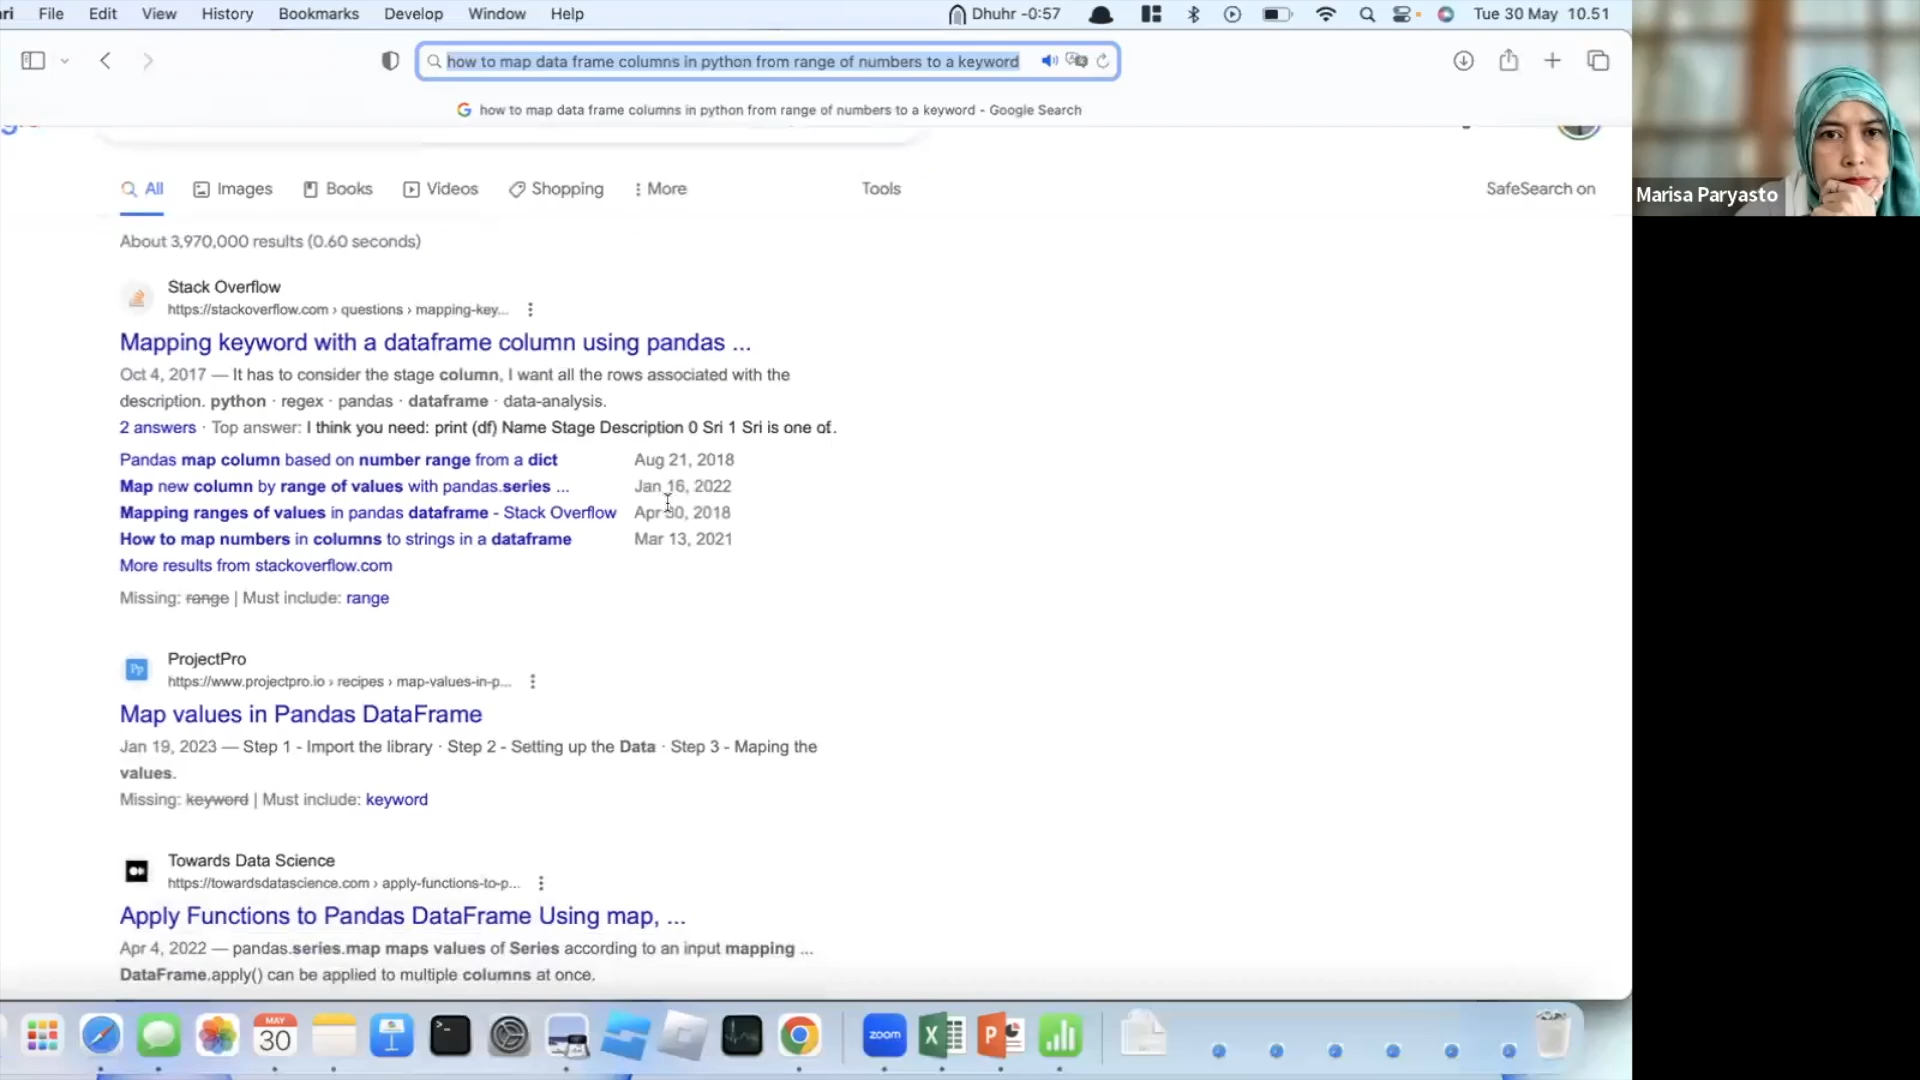 File Edit View History Bookmarks Develop Window Help Dhuhr -0:57 Tue 30 May 10.51
how to map data frame columns in python from range of numbers to a keyword
how to map data frame columns in python from range of numbers to a keyword - Google Search
All Images Books Videos Shopping More Tools SafeSearch on
About 3,970,000 results (0.60 seconds)
Stack Overflow
https://stackoverflow.com › questions › mapping-key...
Mapping keyword with a dataframe column using pandas ...
Oct 4, 2017 — It has to consider the stage column, I want all the rows associated with the
description. python · regex · pandas · dataframe · data-analysis.
2 answers · Top answer: I think you need: print (df) Name Stage Description 0 Sri 1 Sri is one of.
Pandas map column based on number range from a dict Aug 21, 2018
Map new column by range of values with pandas.series ... Jan 16, 2022
Mapping ranges of values in pandas dataframe - Stack Overflow Apr 30, 2018
How to map numbers in columns to strings in a dataframe Mar 13, 2021
More results from stackoverflow.com
Missing: range | Must include: range
ProjectPro
https://www.projectpro.io › recipes › map-values-in-p...
Map values in Pandas DataFrame
Jan 19, 2023 — Step 1 - Import the library · Step 2 - Setting up the Data · Step 3 - Maping the
values.
Missing: keyword | Must include: keyword
Towards Data Science
https://towardsdatascience.com › apply-functions-to-p...
Apply Functions to Pandas DataFrame Using map, ...
Apr 4, 2022 — pandas.series.map maps values of Series according to an input mapping ...
DataFrame.apply() can be applied to multiple columns at once.
MAY
30
zoom
Marisa Paryasto